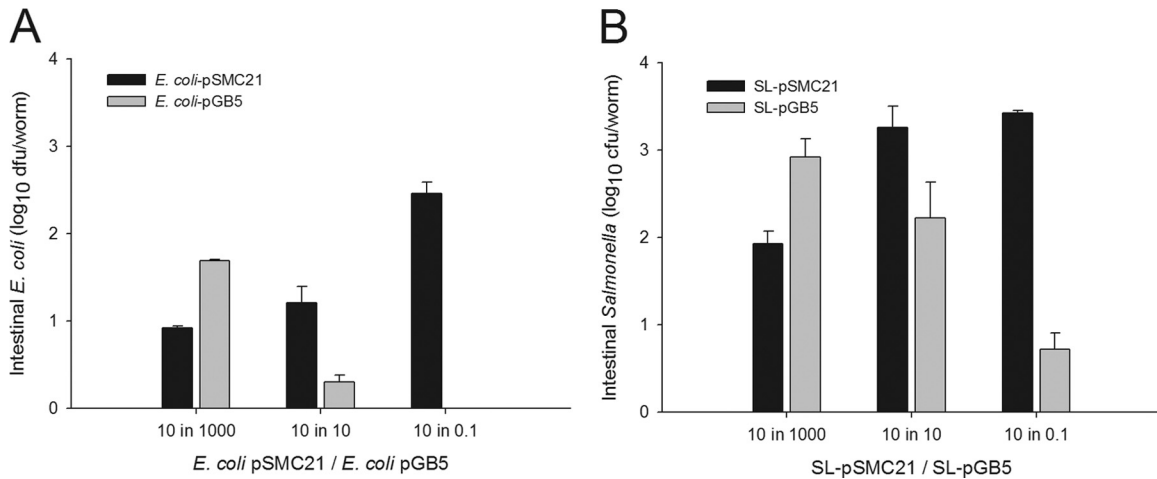 A
Intestinal E. coli (log10 dfu/worm)
4
3
2
1
0
E. coli-pSMC21
E. coli-pGB5
10 in 1000
10 in 10
10 in 0.1
E. coli pSMC21 / E. coli pGB5
B
Intestinal Salmonella (log10 cfu/worm)
4
3
2
1
0
SL-pSMC21
SL-pGB5
10 in 1000
10 in 10
10 in 0.1
SL-pSMC21 / SL-pGB5